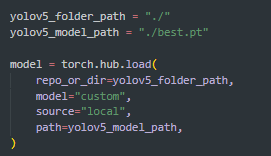 yolov5_folder_path = "./"
yolov5_model_path = "./best.pt"

model = torch.hub.load(
    repo_or_dir=yolov5_folder_path,
    model="custom",
    source="local",
    path=yolov5_model_path,
)